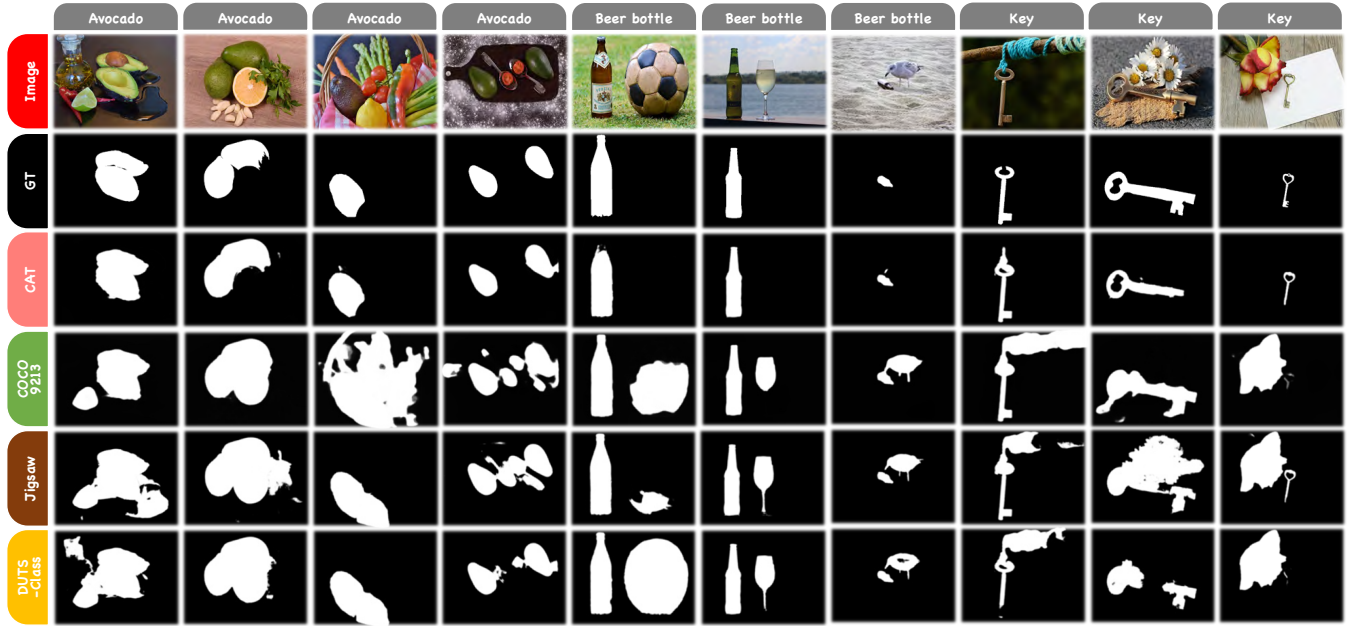 Avocado Avocado Avocado Avocado Beer bottle Beer bottle Beer bottle Key Key Key
Image
GT
CAT
COCO
9213
Jigsaw
DUTS
-Class